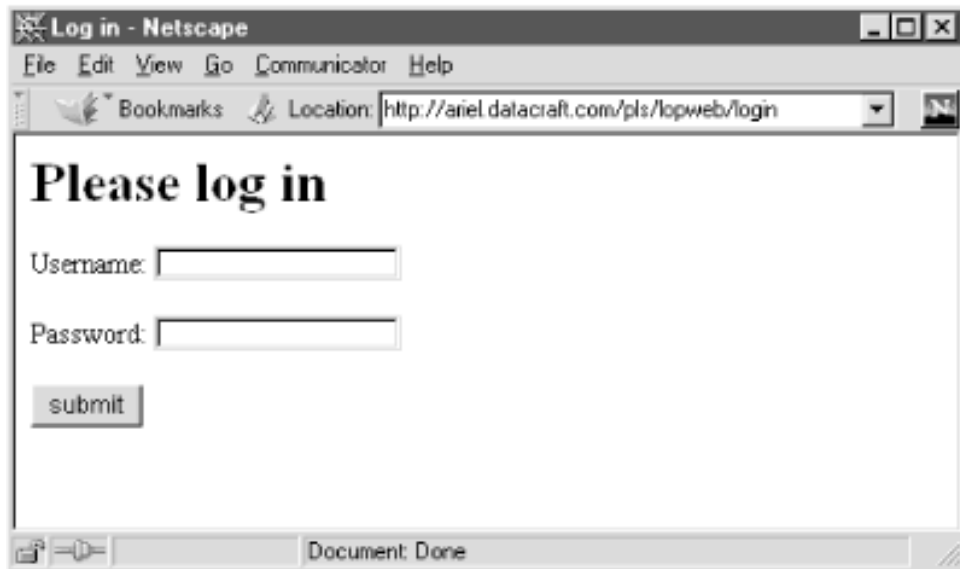 Log in - Netscape
File Edit View Go Communicator Help
Bookmarks Location: http://ariel.datacraft.com/pls/lopweb/login N
Please log in
Username:
Password:
submit
Document: Done